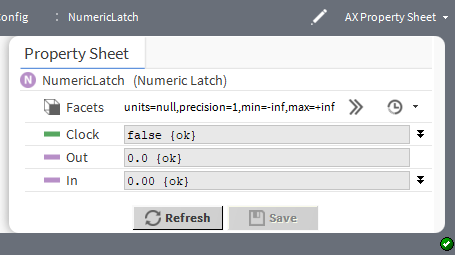 Config : NumericLatch AX Property Sheet
Property Sheet
N NumericLatch (Numeric Latch)
Facets units=null,precision=1,min=-inf,max=+inf
Clock false {ok}
Out 0.0 {ok}
In 0.00 {ok}
Refresh Save